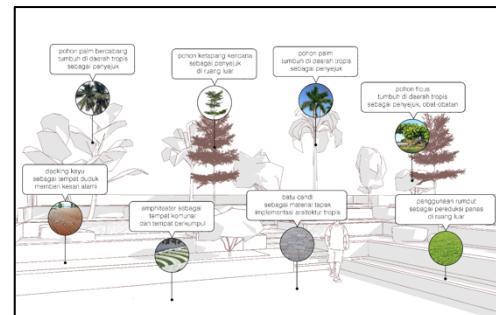 pohon palm bercabang
tumbuh di daerah tropis
sebagai penyejuk
pohon ketapang kencana
sebagai penyejuk
di ruang luar
pohon palm
tumbuh di daerah tropis
sebagai penyejuk
pohon ficus
tumbuh di daerah tropis
sebagai penyejuk, obat-obatan
decking kayu
sebagai tempat duduk
memberi kesan alami
amphiteater sebagai
tempat komunal
dan tempat berkumpul
batu candi
sebagai material tapak
implementasi arsitektur tropis
penggunaan rumput
sebagai pereduksi panas
di ruang luar